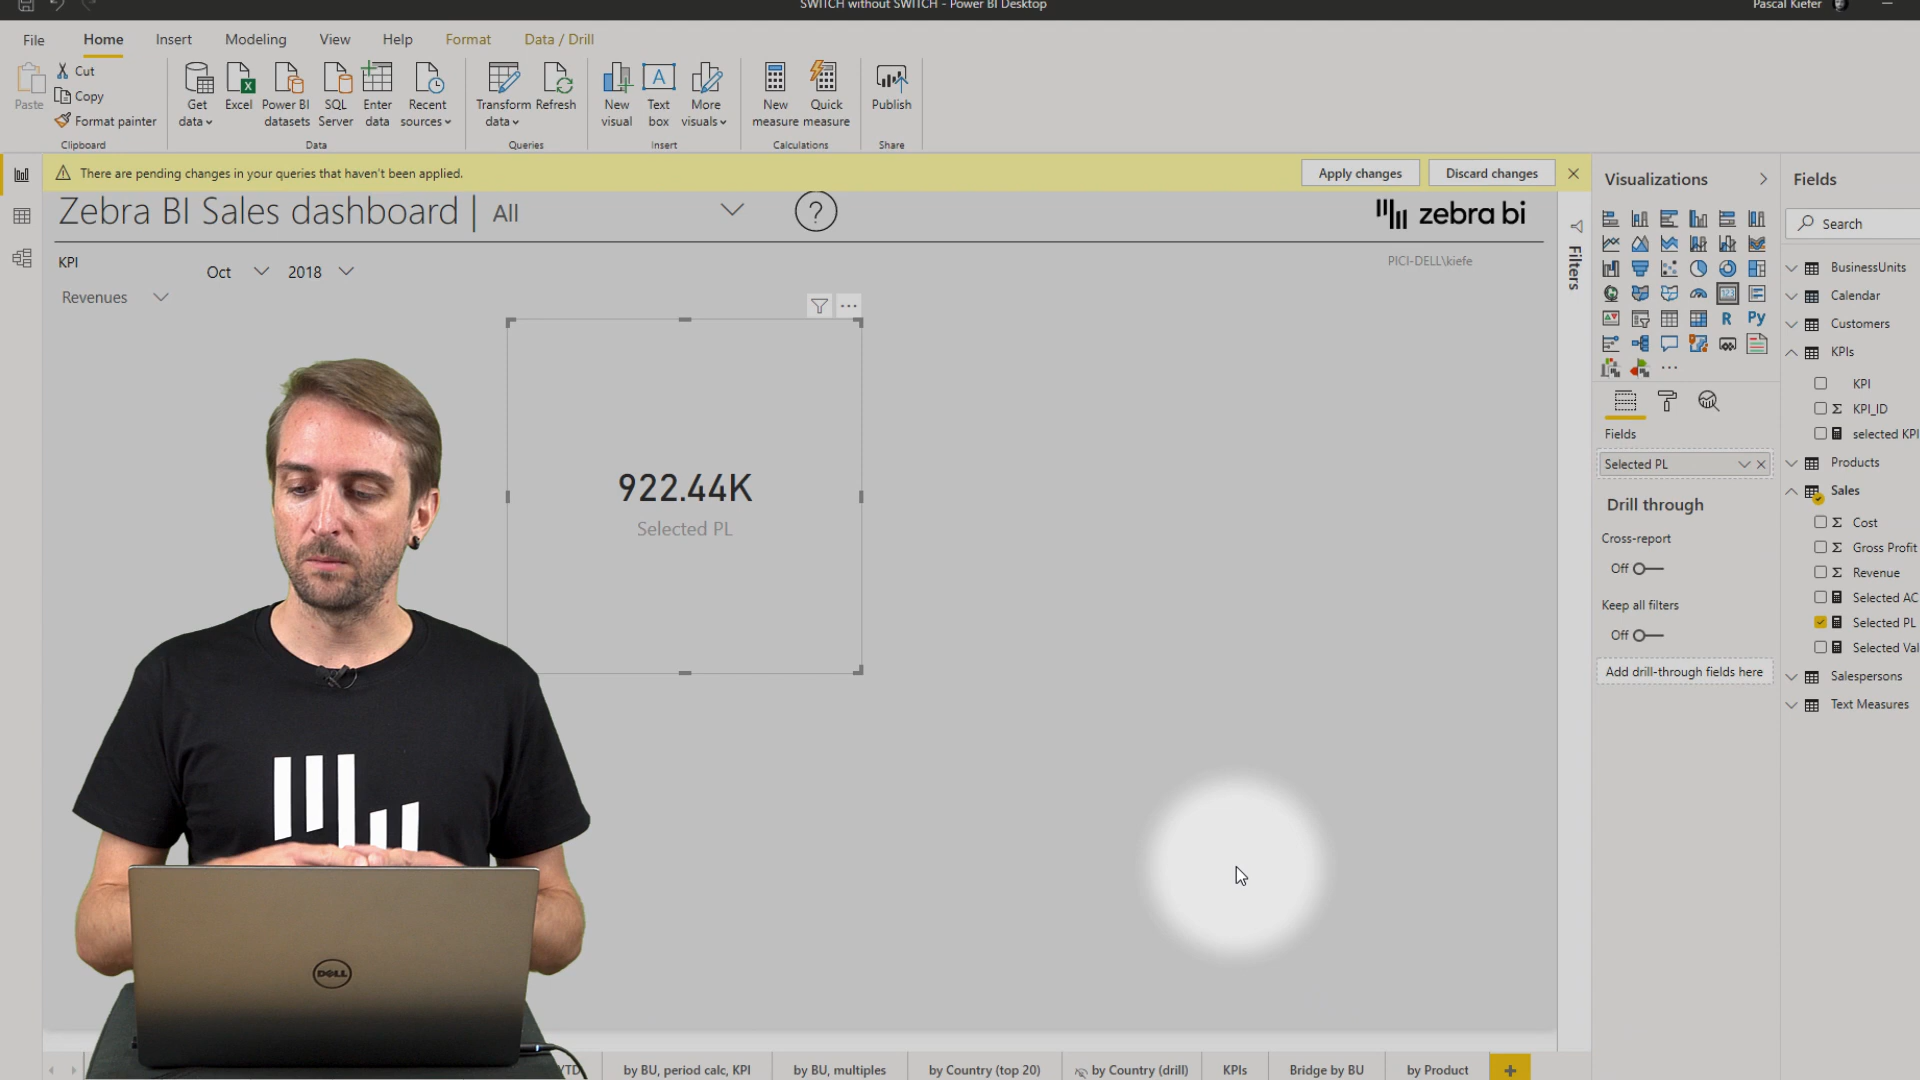 SWITCH without SWITCH - Power BI Desktop
Pascal Kiefer
File Home Insert Modeling View Help Format Data / Drill
Paste
Cut
Copy
Format painter
Clipboard
Get data
Excel
Power BI datasets
SQL Server
Enter data
Recent sources
Data
Transform data
Refresh
Queries
New visual
Text box
More visuals
Insert
New measure
Quick measure
Calculations
Publish
Share
There are pending changes in your queries that haven't been applied.
Apply changes
Discard changes
Zebra BI Sales dashboard | All
?
zebra bi
PICI-DELL\kiefe
KPI
Revenues
Oct
2018
922.44K
Selected PL
Filters
Visualizations
R
Py
Fields
Selected PL
Drill through
Cross-report
Off
Keep all filters
Off
Add drill-through fields here
Fields
Search
BusinessUnits
Calendar
Customers
KPIs
KPI
Σ KPI_ID
selected KPI
Products
Sales
Σ Cost
Σ Gross Profit
Σ Revenue
Selected AC
Selected PL
Selected Val
Salespersons
Text Measures
DELL
YTD
by BU, period calc, KPI
by BU, multiples
by Country (top 20)
by Country (drill)
KPIs
Bridge by BU
by Product
+